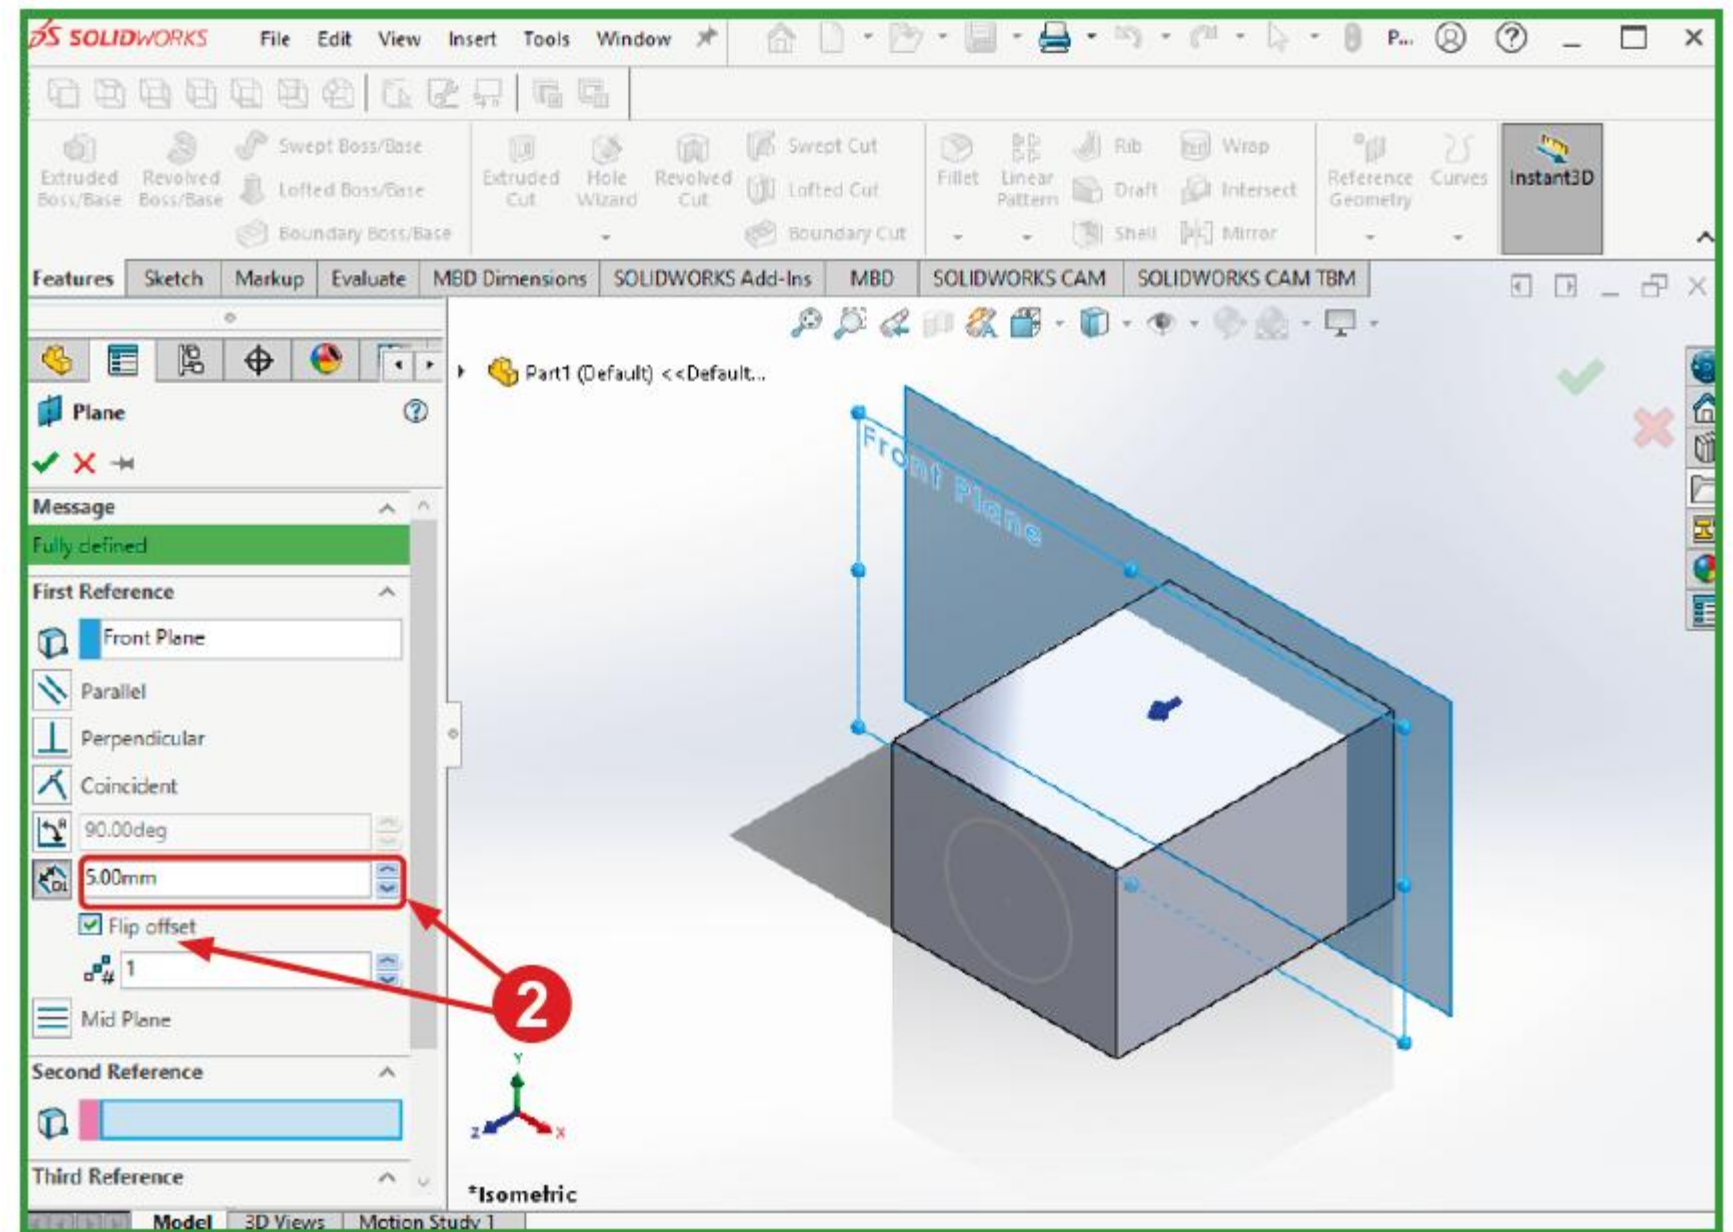 DS SOLIDWORKS File Edit View Insert Tools Window P... ?
Extruded Boss/Base
Revolved Boss/Base
Swept Boss/Base
Lofted Boss/Base
Boundary Boss/Base
Extruded Cut
Hole Wizard
Revolved Cut
Swept Cut
Lofted Cut
Boundary Cut
Fillet
Linear Pattern
Rib
Draft
Shell
Wrap
Intersect
Mirror
Reference Geometry
Curves
Instant3D
Features Sketch Markup Evaluate MBD Dimensions SOLIDWORKS Add-Ins MBD SOLIDWORKS CAM SOLIDWORKS CAM TBM
Part1 (Default) <<Default...
Plane ?
Message
Fully defined
First Reference
Front Plane
Parallel
Perpendicular
Coincident
90.00deg
D1 5.00mm
Flip offset
# 1
Mid Plane
Second Reference
Third Reference
Front Plane
2
Y
Z X
*Isometric
Model 3D Views Motion Study 1